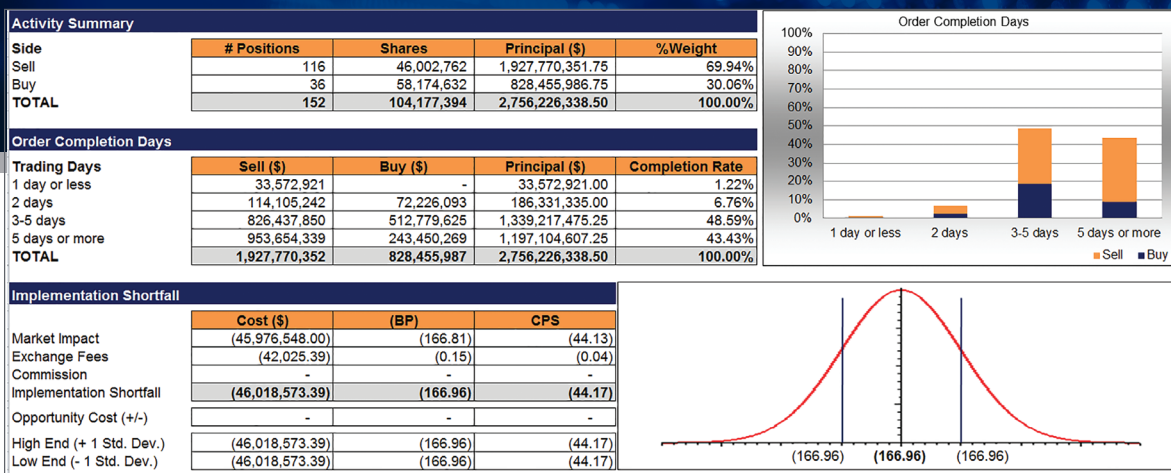 Activity Summary
Side # Positions Shares Principal ($) %Weight
Sell 116 46,002,762 1,927,770,351.75 69.94%
Buy 36 58,174,632 828,455,986.75 30.06%
TOTAL 152 104,177,394 2,756,226,338.50 100.00%
Order Completion Days
Trading Days Sell ($) Buy ($) Principal ($) Completion Rate
1 day or less 33,572,921 - 33,572,921.00 1.22%
2 days 114,105,242 72,226,093 186,331,335.00 6.76%
3-5 days 826,437,850 512,779,625 1,339,217,475.25 48.59%
5 days or more 953,654,339 243,450,269 1,197,104,607.25 43.43%
TOTAL 1,927,770,352 828,455,987 2,756,226,338.50 100.00%
Order Completion Days
100%
90%
80%
70%
60%
50%
40%
30%
20%
10%
0%
1 day or less 2 days 3-5 days 5 days or more
Sell Buy
Implementation Shortfall
Cost ($) (BP) CPS
Market Impact (45,976,548.00) (166.81) (44.13)
Exchange Fees (42,025.39) (0.15) (0.04)
Commission - - -
Implementation Shortfall (46,018,573.39) (166.96) (44.17)
Opportunity Cost (+/-) - - -
High End (+ 1 Std. Dev.) (46,018,573.39) (166.96) (44.17)
Low End (- 1 Std. Dev.) (46,018,573.39) (166.96) (44.17)
(166.96) (166.96) (166.96)